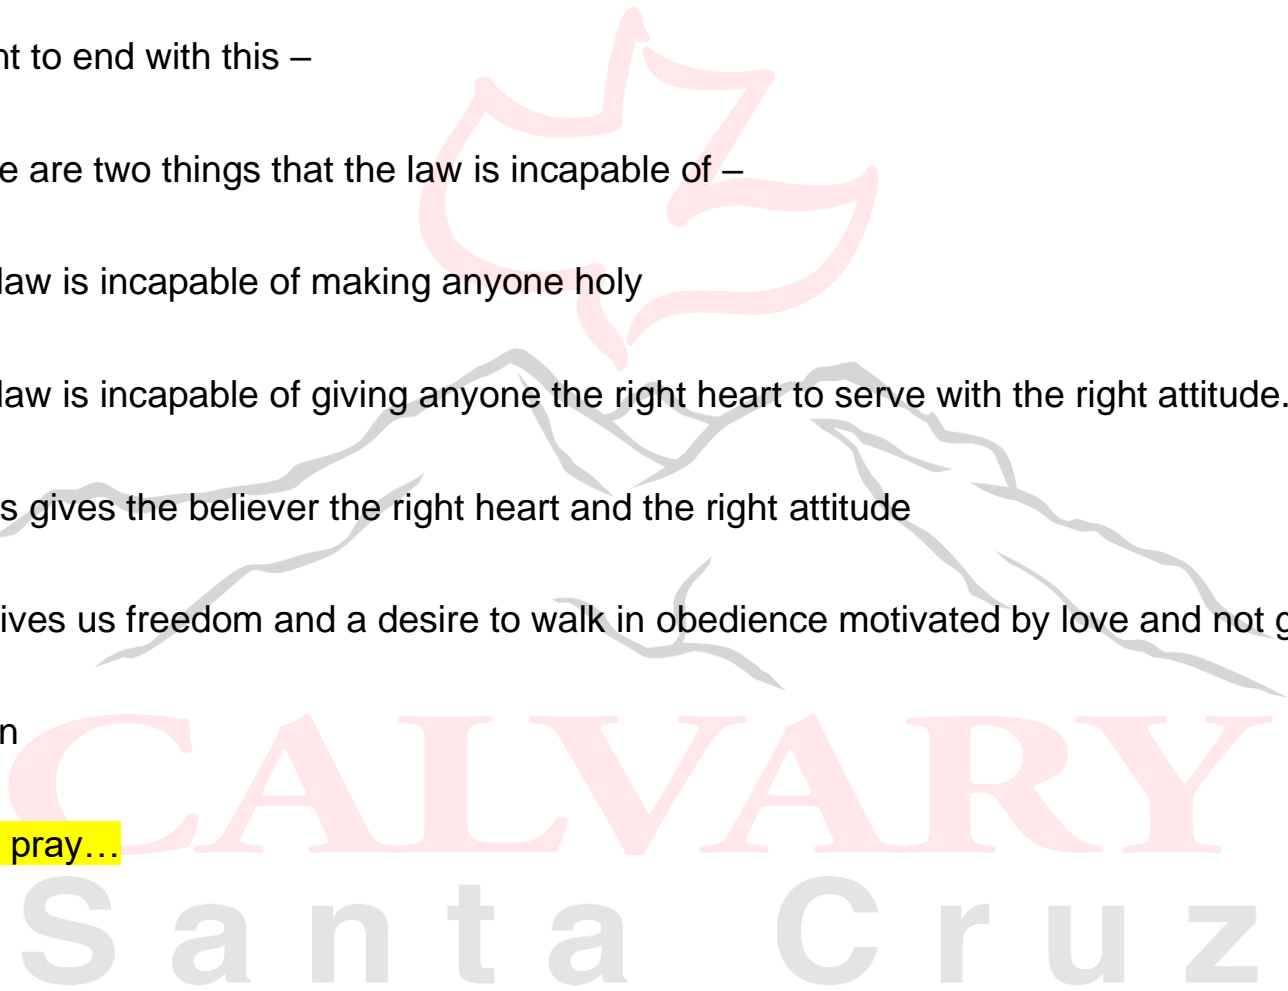 nt to end with this –
e are two things that the law is incapable of –
law is incapable of making anyone holy
law is incapable of giving anyone the right heart to serve with the right attitude.
s gives the believer the right heart and the right attitude
ives us freedom and a desire to walk in obedience motivated by love and not g
n
pray…
CALVARY
Santa Cruz